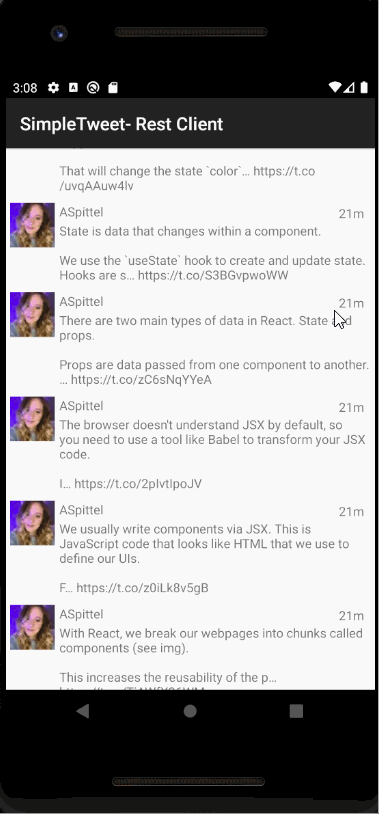 3:08
SimpleTweet- Rest Client
That will change the state `color`... https://t.co
/uvqAAuw4lv
ASpittel
21m
State is data that changes within a component.
We use the `useState` hook to create and update state.
Hooks are s... https://t.co/S3BGvpwoWW
ASpittel
21m
There are two main types of data in React. State and
props.
Props are data passed from one component to another.
... https://t.co/zC6sNqYYeA
ASpittel
21m
The browser doesn't understand JSX by default, so
you need to use a tool like Babel to transform your JSX
code.
I... https://t.co/2pIvtIpoJV
ASpittel
21m
We usually write components via JSX. This is
JavaScript code that looks like HTML that we use to
define our UIs.
F... https://t.co/z0iLk8v5gB
ASpittel
21m
With React, we break our webpages into chunks called
components (see img).
This increases the reusability of the p...